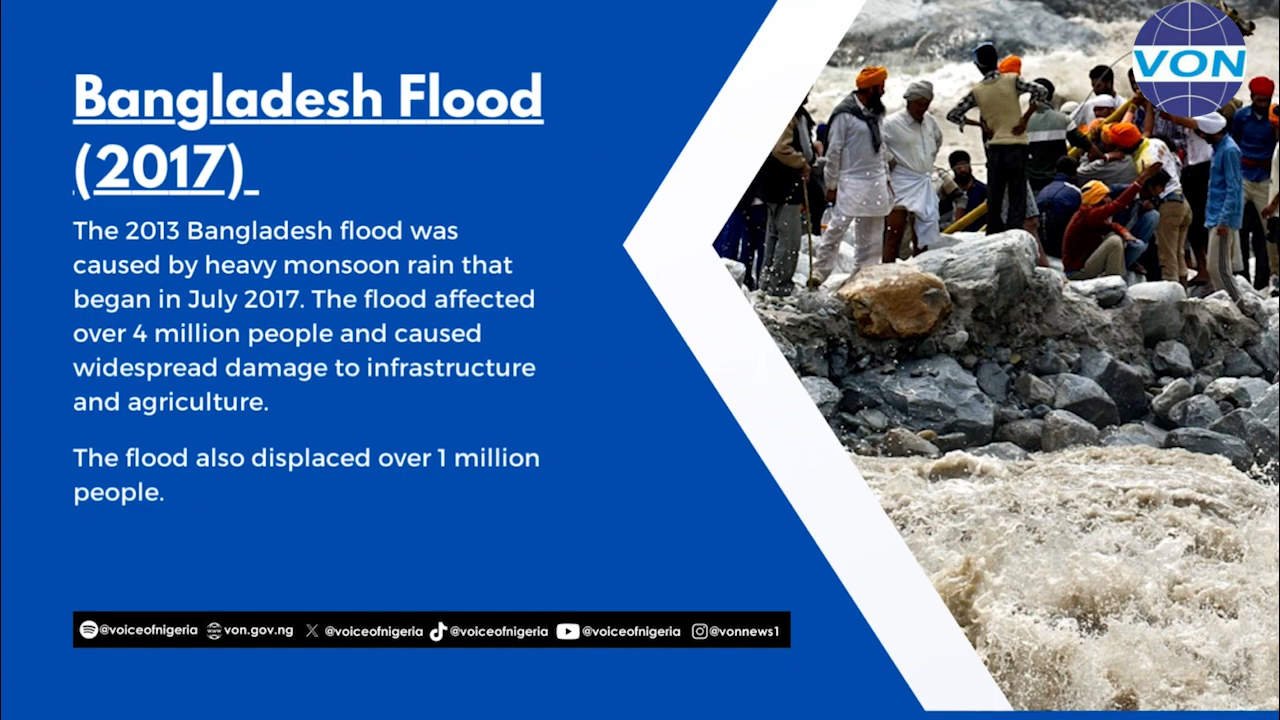 VON
Bangladesh Flood
(2017)
The 2013 Bangladesh flood was
caused by heavy monsoon rain that
began in July 2017. The flood affected
over 4 million people and caused
widespread damage to infrastructure
and agriculture.
The flood also displaced over 1 million
people.
@voiceofnigeria www von.gov.ng @voiceofnigeria @voiceofnigeria @voiceofnigeria @vonnews1